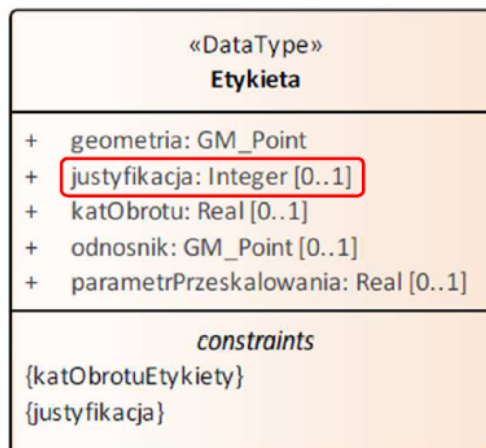 «DataType»
Etykieta
+ geometria: GM_Point
+ justyfikacja: Integer [0..1]
+ katObrotu: Real [0..1]
+ odnosnik: GM_Point [0..1]
+ parametrPrzeskalowania: Real [0..1]
constraints
{katObrotuEtykiety}
{justyfikacja}